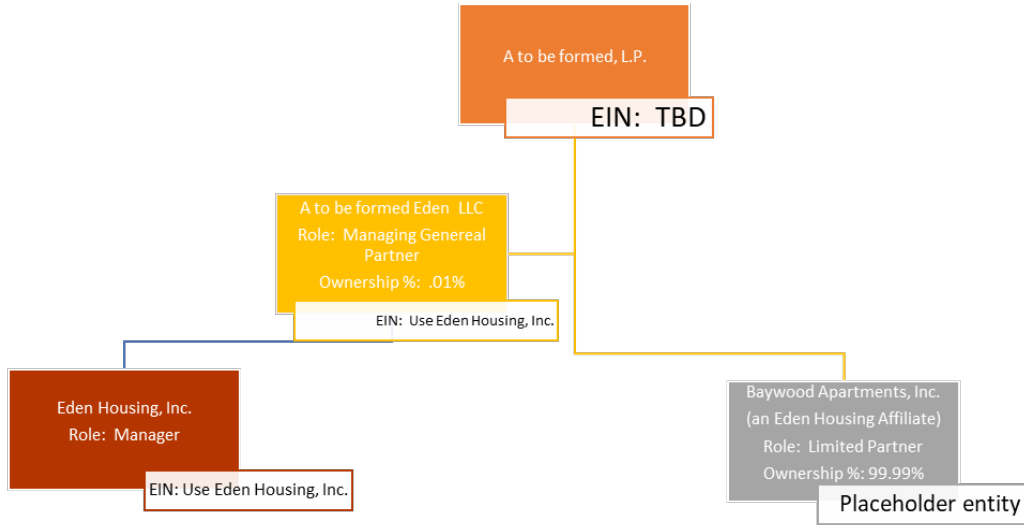 A to be formed, L.P.
EIN:  TBD
A to be formed Eden  LLC
Role:  Managing Genereal
Partner
Ownership %:  .01%
EIN:  Use Eden Housing, Inc.
Eden Housing, Inc.
Role:  Manager
EIN: Use Eden Housing, Inc.
Baywood Apartments, Inc.
(an Eden Housing Affiliate)
Role:  Limited Partner
Ownership %: 99.99%
Placeholder entity